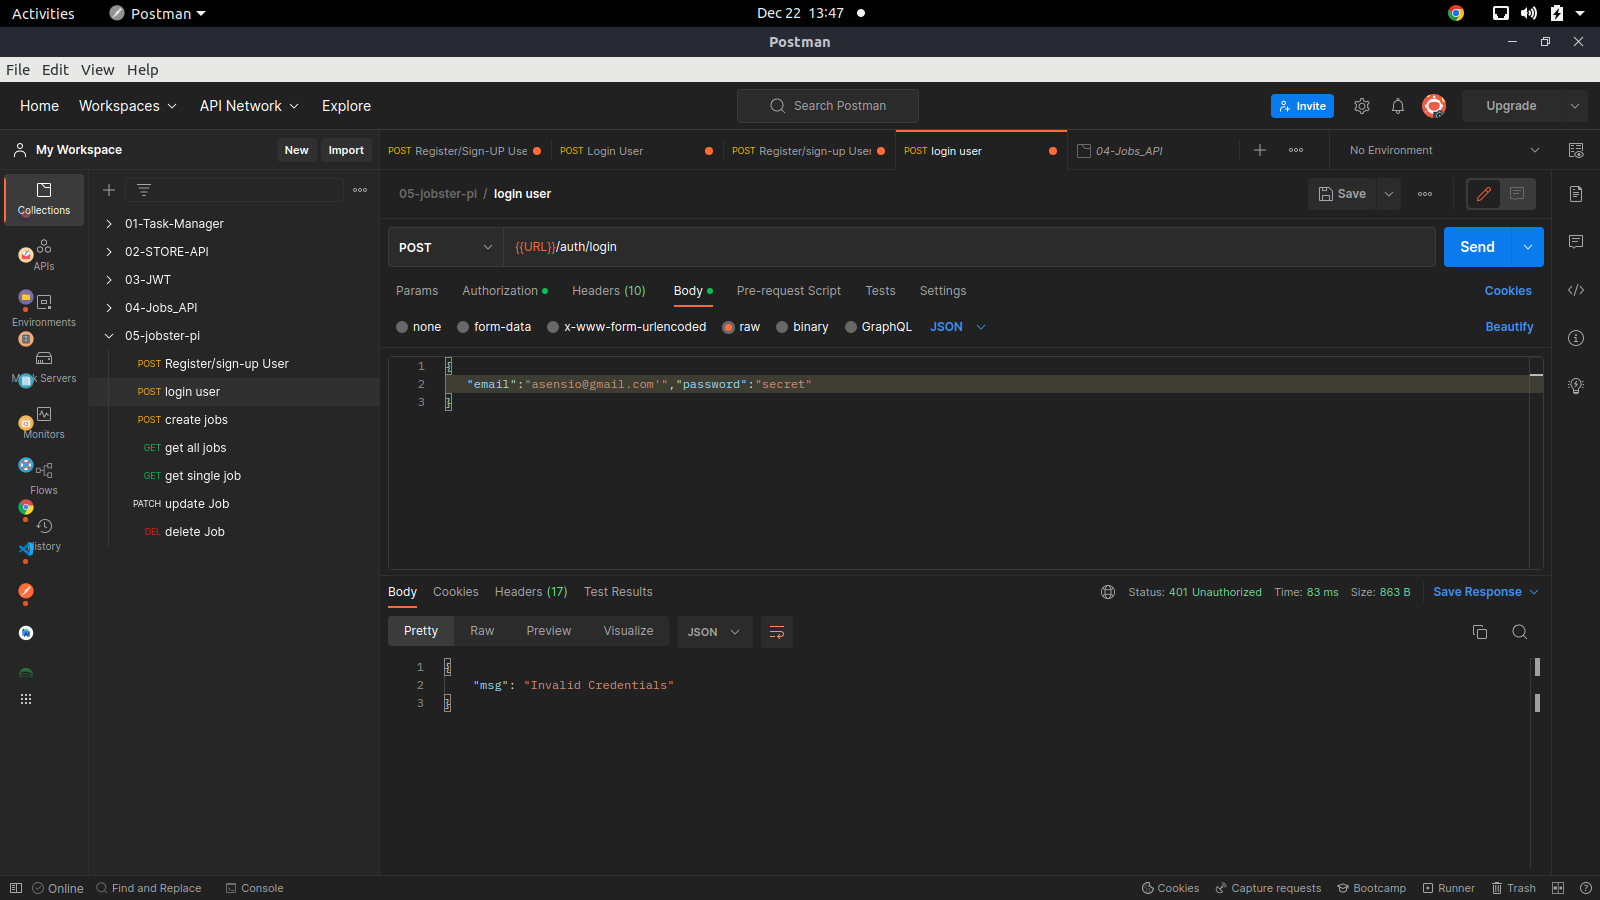 Activities Postman Dec 22 13:47
Postman
File Edit View Help
Home Workspaces API Network Explore Search Postman Invite Upgrade
My Workspace New Import POST Register/Sign-UP Use POST Login User POST Register/sign-up User POST login user 04-Jobs_API No Environment
05-jobster-pi / login user Save
Collections
APIs
Environments
Mock Servers
Monitors
Flows
History
01-Task-Manager
02-STORE-API
03-JWT
04-Jobs_API
05-jobster-pi
POST Register/sign-up User
POST login user
POST create jobs
GET get all jobs
GET get single job
PATCH update Job
DEL delete Job
POST {{URL}}/auth/login Send
Params Authorization Headers (10) Body Pre-request Script Tests Settings Cookies
none form-data x-www-form-urlencoded raw binary GraphQL JSON Beautify
1 {
2 "email":"asensio@gmail.com'","password":"secret"
3 }
Body Cookies Headers (17) Test Results Status: 401 Unauthorized Time: 83 ms Size: 863 B Save Response
Pretty Raw Preview Visualize JSON
1 {
2 "msg": "Invalid Credentials"
3 }
Online Find and Replace Console Cookies Capture requests Bootcamp Runner Trash